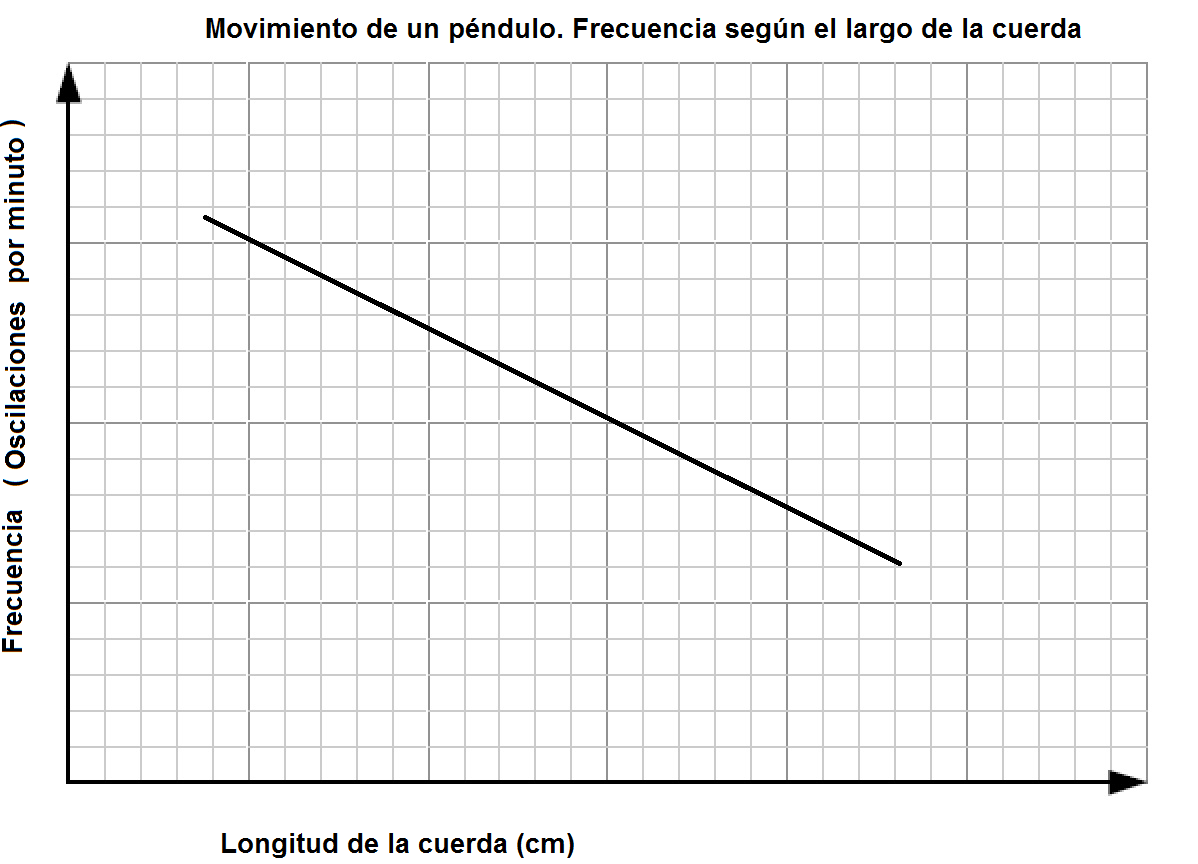 Movimiento de un péndulo. Frecuencia según el largo de la cuerda
Frecuencia ( Oscilaciones por minuto )
Longitud de la cuerda (cm)